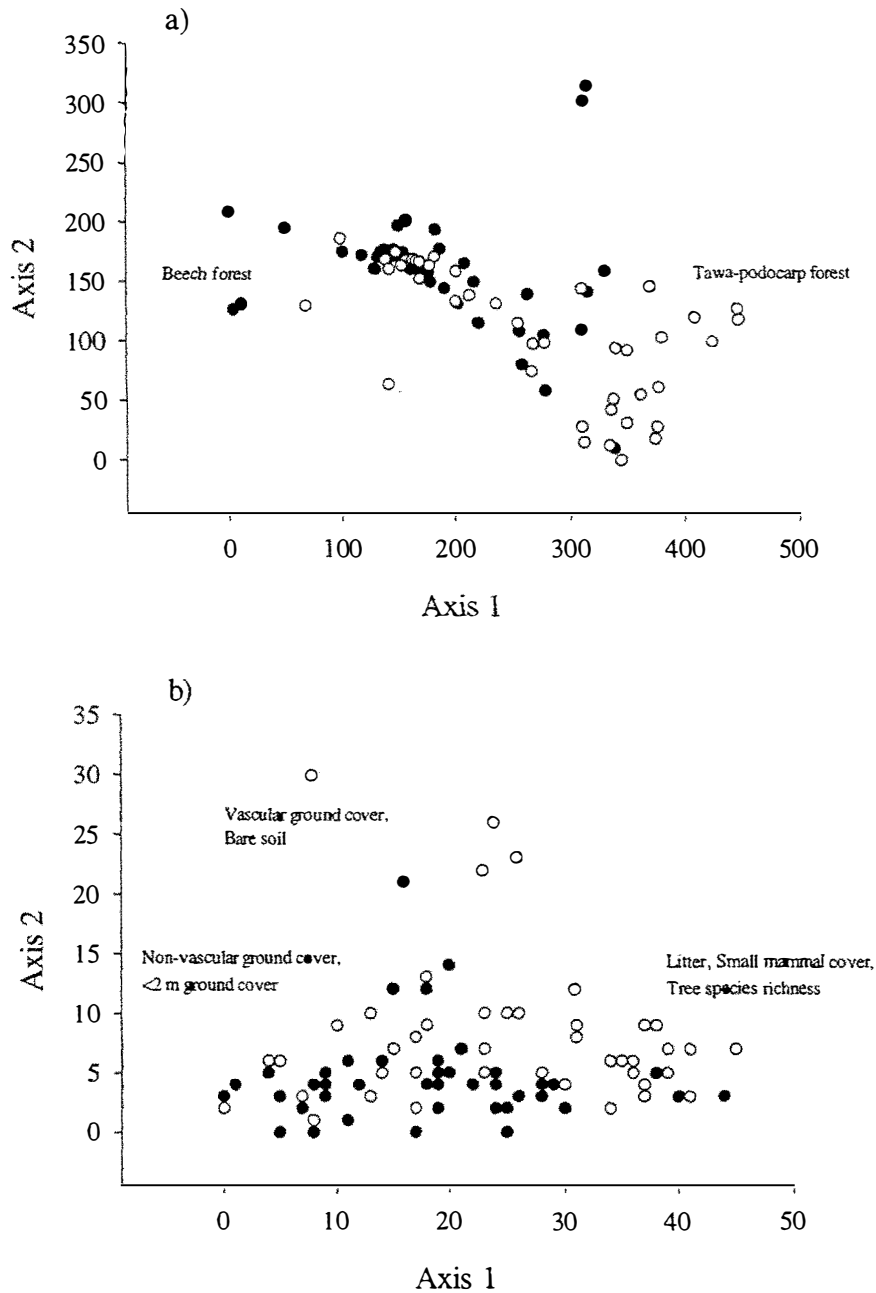 a)
350
300
250
200
150
100
50
0
Axis 2
Beech forest
Tawa-podocarp forest
0 100 200 300 400 500
Axis 1
b)
35
30
25
20
15
10
5
0
Axis 2
Vascular ground cover,
Bare soil
Non-vascular ground cover,
<2 m ground cover
Litter, Small mammal cover,
Tree species richness
0 10 20 30 40 50
Axis 1